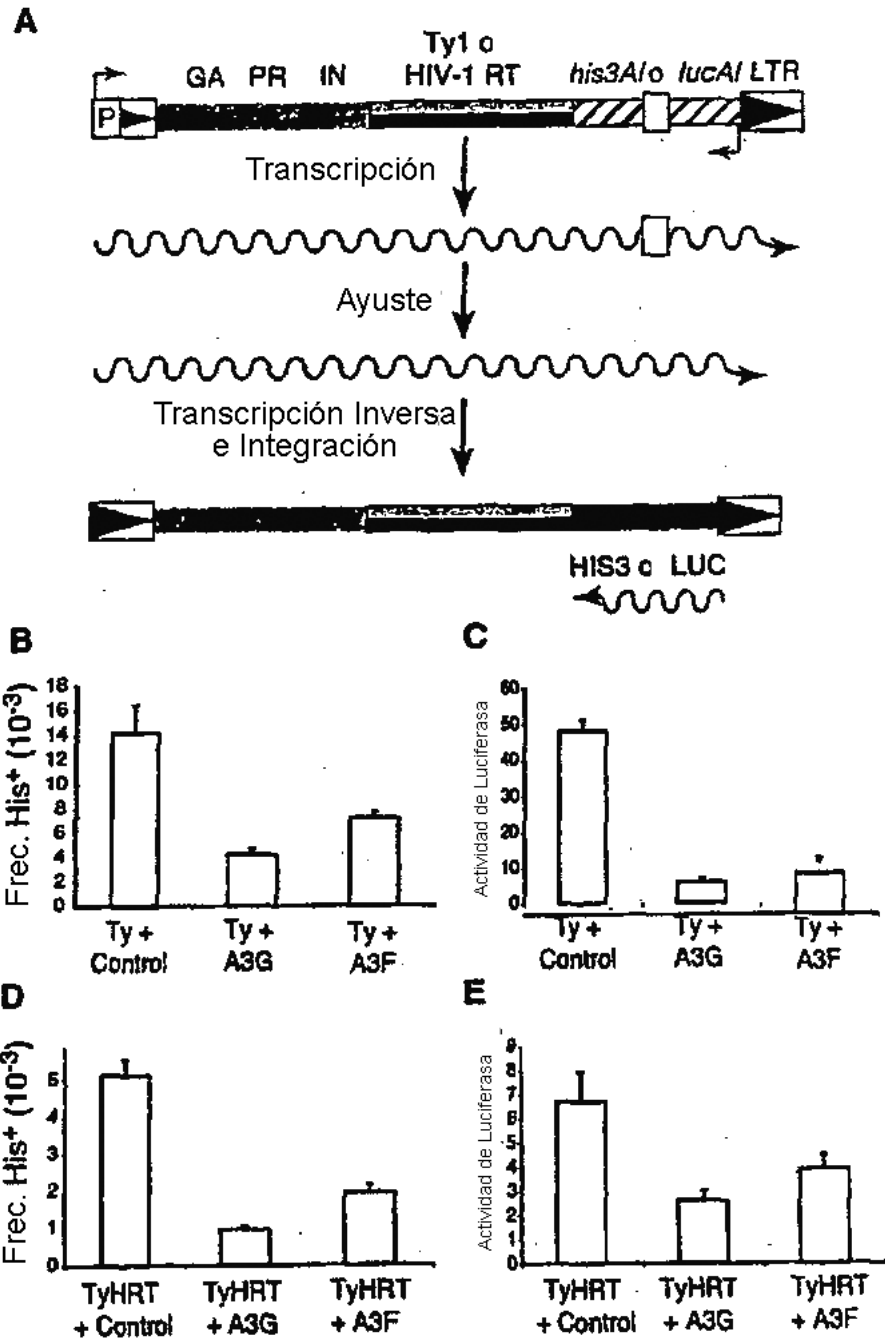 A
Ty1 o
GA PR IN HIV-1 RT his3AI o lucAI LTR
P
Transcripción
Ayuste
Transcripción Inversa
e Integración
HIS3 o LUC
B
Frec. His+ (10-3)
18
16
14
12
10
8
6
4
2
0
Ty +
Control
Ty +
A3G
Ty +
A3F
C
Actividad de Luciferasa
60
50
40
30
20
10
0
Ty +
Control
Ty +
A3G
Ty +
A3F
D
Frec. His+ (10-3)
5
4
3
2
1
0
TyHRT
+ Control
TyHRT
+ A3G
TyHRT
+ A3F
E
Actividad de Luciferasa
9
8
7
6
5
4
3
2
1
0
TyHRT
+ Control
TyHRT
+ A3G
TyHRT
+ A3F